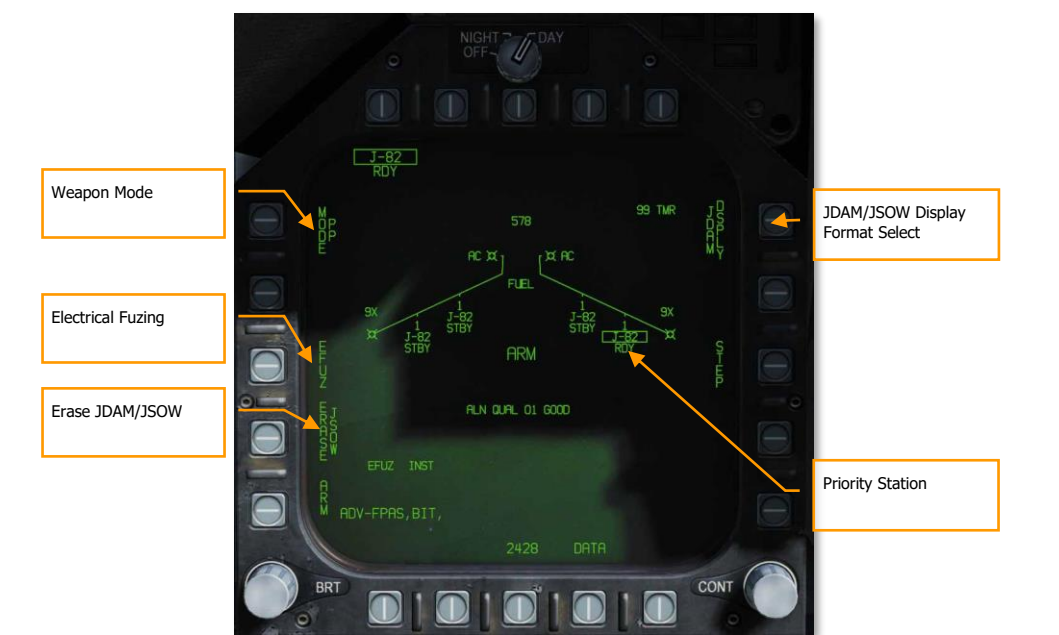 NIGHT DAY
OFF
J-82
RDY
Weapon Mode
MODE
PP
578
99 TMR
JDAM
DSPLY
JDAM/JSOW Display
Format Select
AC AC
FUEL
9X 9X
1 1
J-82 J-82
STBY STBY
1 1
J-82 J-82
STBY RDY
Electrical Fuzing
EFUZ
ARM
STEP
Erase JDAM/JSOW
ERASE
JSOW
ALN QUAL 01 GOOD
EFUZ INST
Priority Station
ARM
ADV-FPAS,BIT,
2428 DATA
BRT CONT